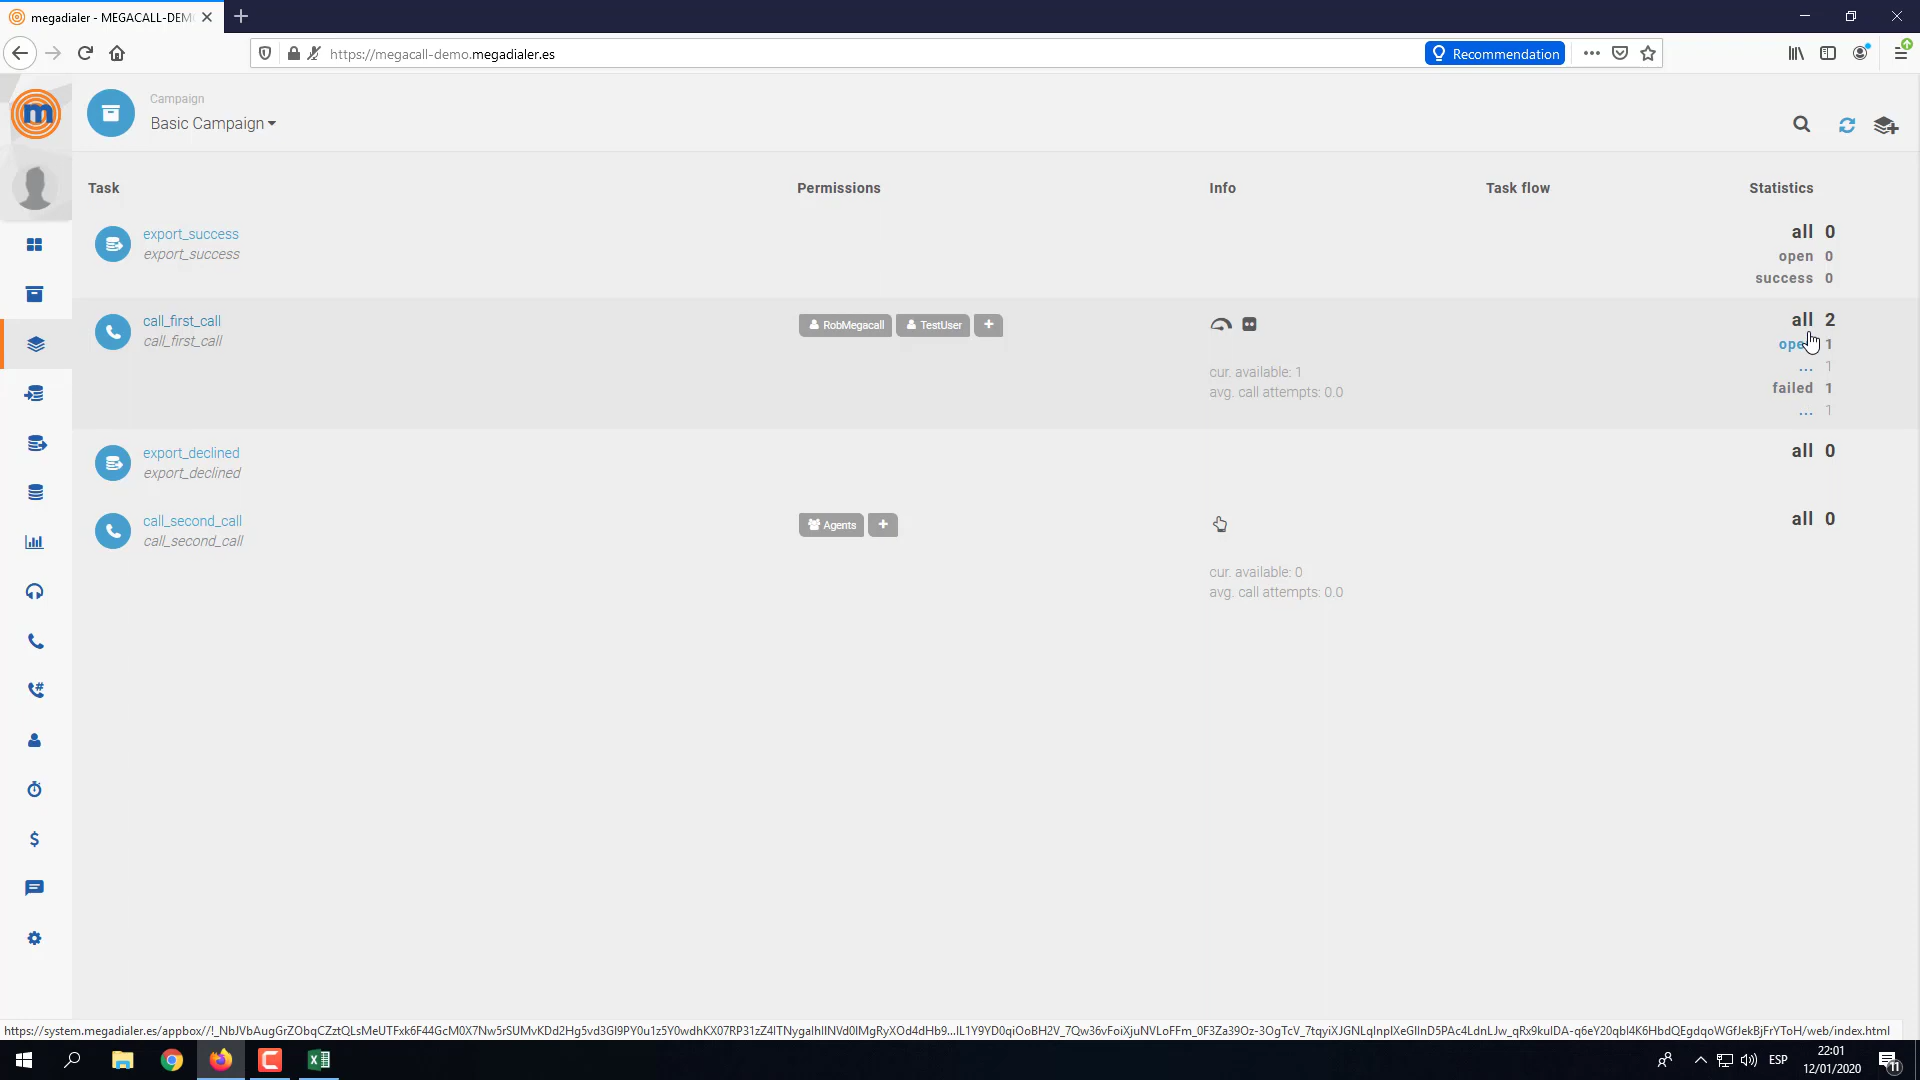 megadialer - MEGACALL-DEM
https://megacall-demo.megadialer.es
Recommendation
Campaign
Basic Campaign
Task Permissions Info Task flow Statistics
export_success
export_success
all 0
open 0
success 0
call_first_call
call_first_call
RobMegacall TestUser +
cur. available: 1
avg. call attempts: 0.0
all 2
ope 1
... 1
failed 1
... 1
export_declined
export_declined
all 0
call_second_call
call_second_call
Agents +
cur. available: 0
avg. call attempts: 0.0
all 0
ESP
22:01
12/01/2020
11